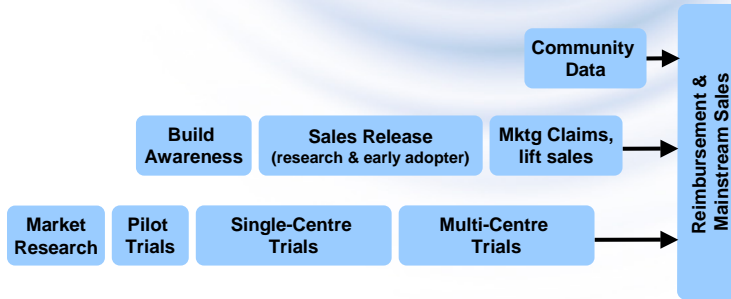 Community
Data
Build
Awareness
Sales Release
(research & early adopter)
Mktg Claims,
lift sales
Market
Research
Pilot
Trials
Single-Centre
Trials
Multi-Centre
Trials
Reimbursement &
Mainstream Sales